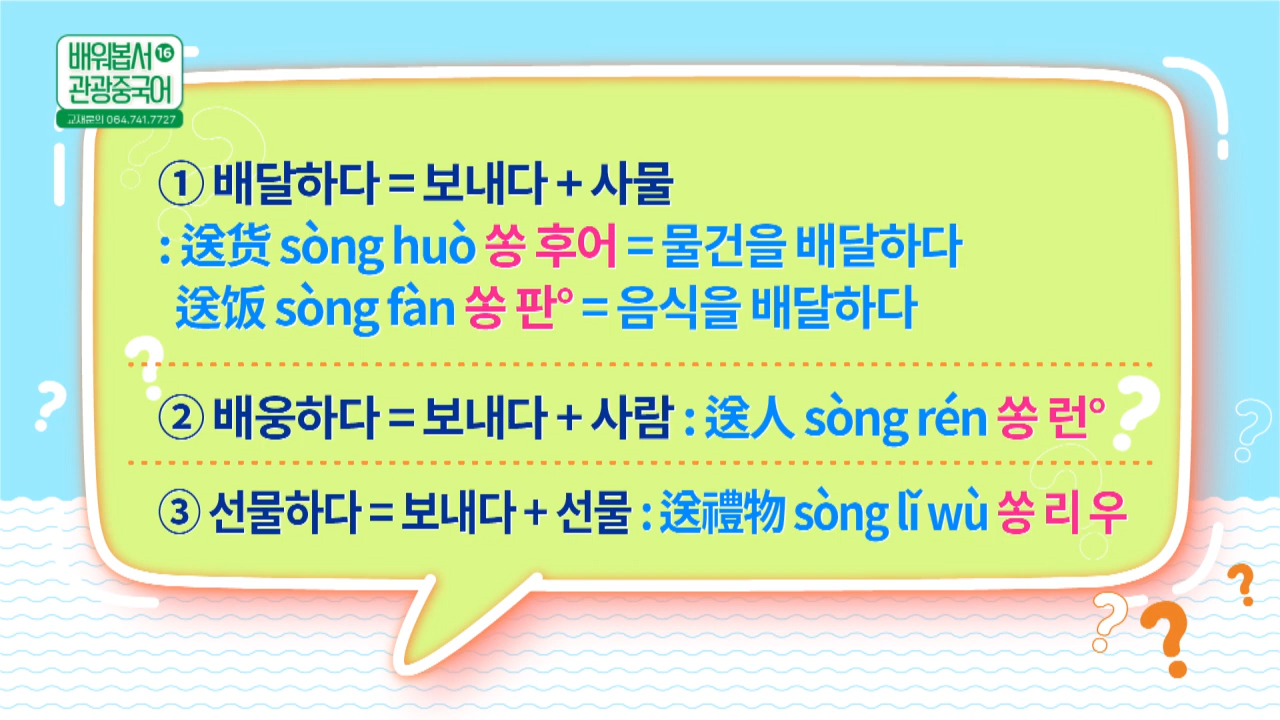 배워봅서 16
관광중국어
교재문의 064.741.7727
① 배달하다 = 보내다 + 사물
: 送货 sòng huò 쏭 후어 = 물건을 배달하다
送饭 sòng fàn 쏭 판° = 음식을 배달하다
② 배웅하다 = 보내다 + 사람 : 送人 sòng rén 쏭 런°
③ 선물하다 = 보내다 + 선물 : 送禮物 sòng lǐ wù 쏭 리 우